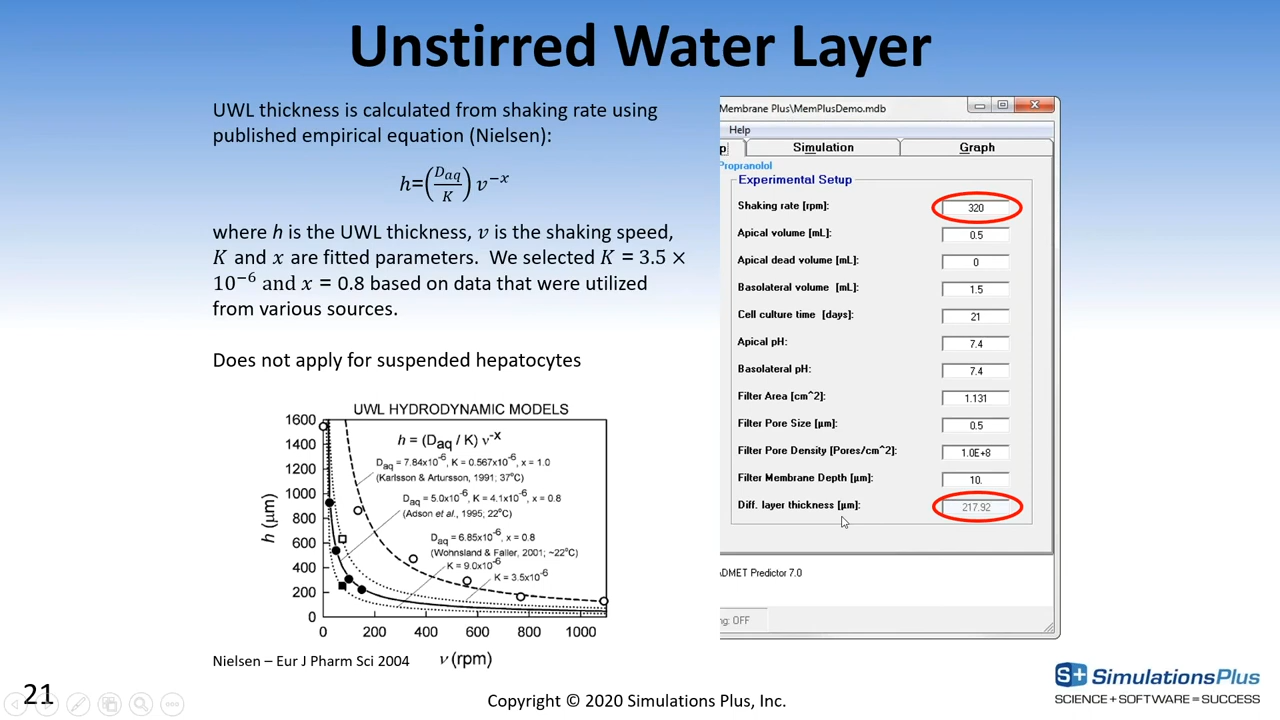 Unstirred Water Layer
UWL thickness is calculated from shaking rate using
published empirical equation (Nielsen):
h=(D_aq/K) v^−x
where h is the UWL thickness, v is the shaking speed,
K and x are fitted parameters. We selected K = 3.5 ×
10^−6 and x = 0.8 based on data that were utilized
from various sources.
Does not apply for suspended hepatocytes
UWL HYDRODYNAMIC MODELS
h = (D_aq / K) ν^-x
D_aq = 7.84x10^-6, K = 0.567x10^-6, x = 1.0
(Karlsson & Artursson, 1991; 37°C)
D_aq = 5.0x10^-6, K = 4.1x10^-6, x = 0.8
(Adson et al., 1995; 22°C)
D_aq = 6.85x10^-6, x = 0.8
(Wohnsland & Faller, 2001; ~22°C)
K = 9.0x10^-6
K = 3.5x10^-6
h (μm)
1600
1400
1200
1000
800
600
400
200
0
0 200 400 600 800 1000
ν (rpm)
Nielsen – Eur J Pharm Sci 2004
Membrane Plus\MemPlusDemo.mdb
Help
p Simulation Graph
Propranolol
Experimental Setup
Shaking rate [rpm]: 320
Apical volume [mL]: 0.5
Apical dead volume [mL]: 0
Basolateral volume [mL]: 1.5
Cell culture time [days]: 21
Apical pH: 7.4
Basolateral pH: 7.4
Filter Area [cm^2]: 1.131
Filter Pore Size [μm]: 0.5
Filter Pore Density [Pores/cm^2]: 1.0E+8
Filter Membrane Depth [μm]: 10.
Diff. layer thickness [μm]: 217.92
ADMET Predictor 7.0
ng: OFF
21
Copyright © 2020 Simulations Plus, Inc.
S+ SimulationsPlus
SCIENCE + SOFTWARE = SUCCESS